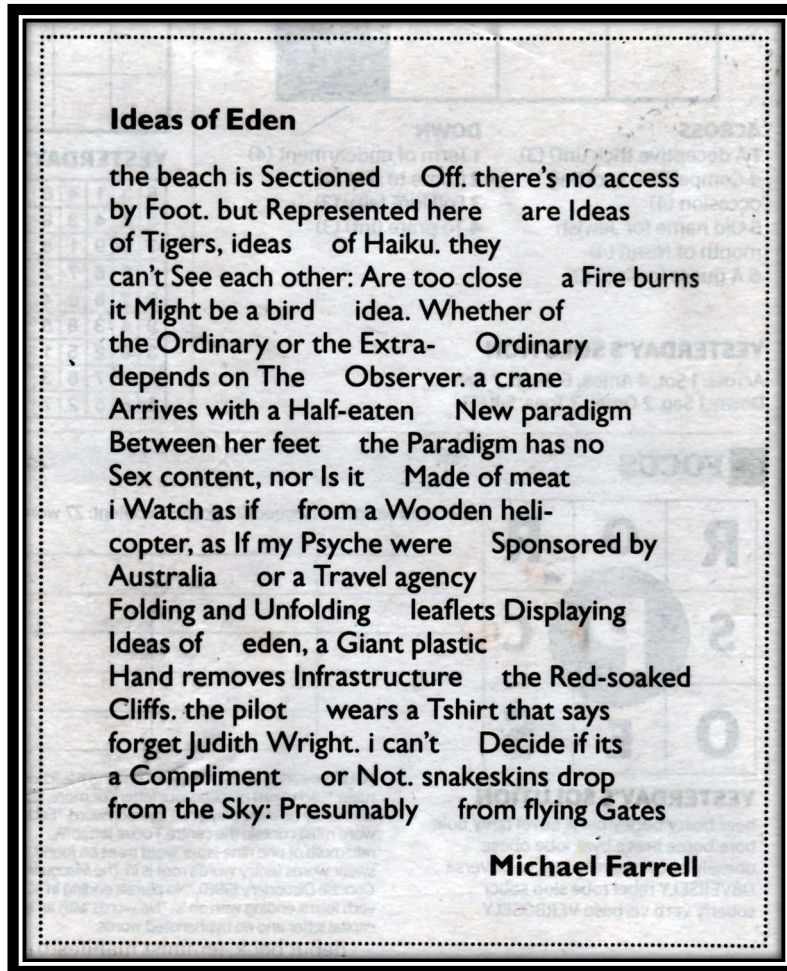 Ideas of Eden
the beach is Sectioned    Off. there's no access
by Foot. but Represented here    are Ideas
of Tigers, ideas    of Haiku. they
can't See each other: Are too close    a Fire burns
it Might be a bird    idea. Whether of
the Ordinary or the Extra-    Ordinary
depends on The    Observer. a crane
Arrives with a Half-eaten    New paradigm
Between her feet    the Paradigm has no
Sex content, nor Is it    Made of meat
i Watch as if    from a Wooden heli-
copter, as If my Psyche were    Sponsored by
Australia    or a Travel agency
Folding and Unfolding    leaflets Displaying
Ideas of    eden, a Giant plastic
Hand removes Infrastructure    the Red-soaked
Cliffs. the pilot    wears a Tshirt that says
forget Judith Wright. i can't    Decide if its
a Compliment    or Not. snakeskins drop
from the Sky: Presumably    from flying Gates
Michael Farrell